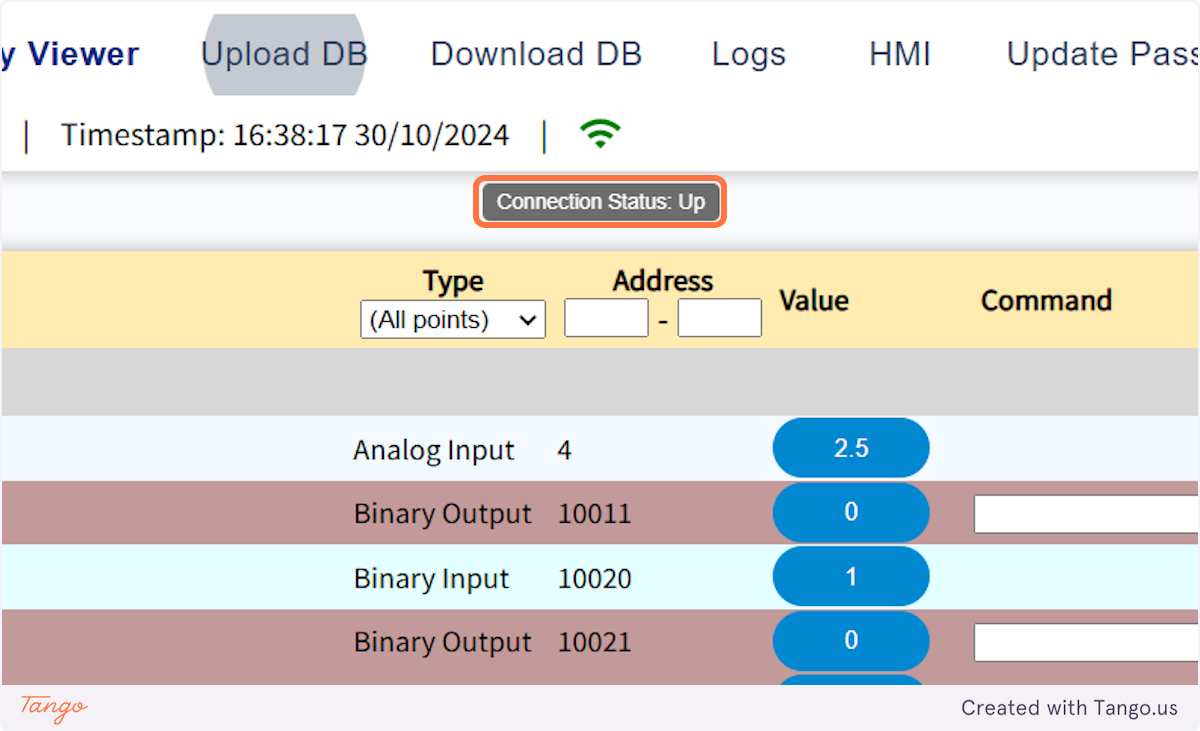 y Viewer Upload DB Download DB Logs HMI Update Pass
| Timestamp: 16:38:17 30/10/2024 |
Connection Status: Up
Type Address Value Command
(All points) -
Analog Input 4 2.5
Binary Output 10011 0
Binary Input 10020 1
Binary Output 10021 0
Tango Created with Tango.us